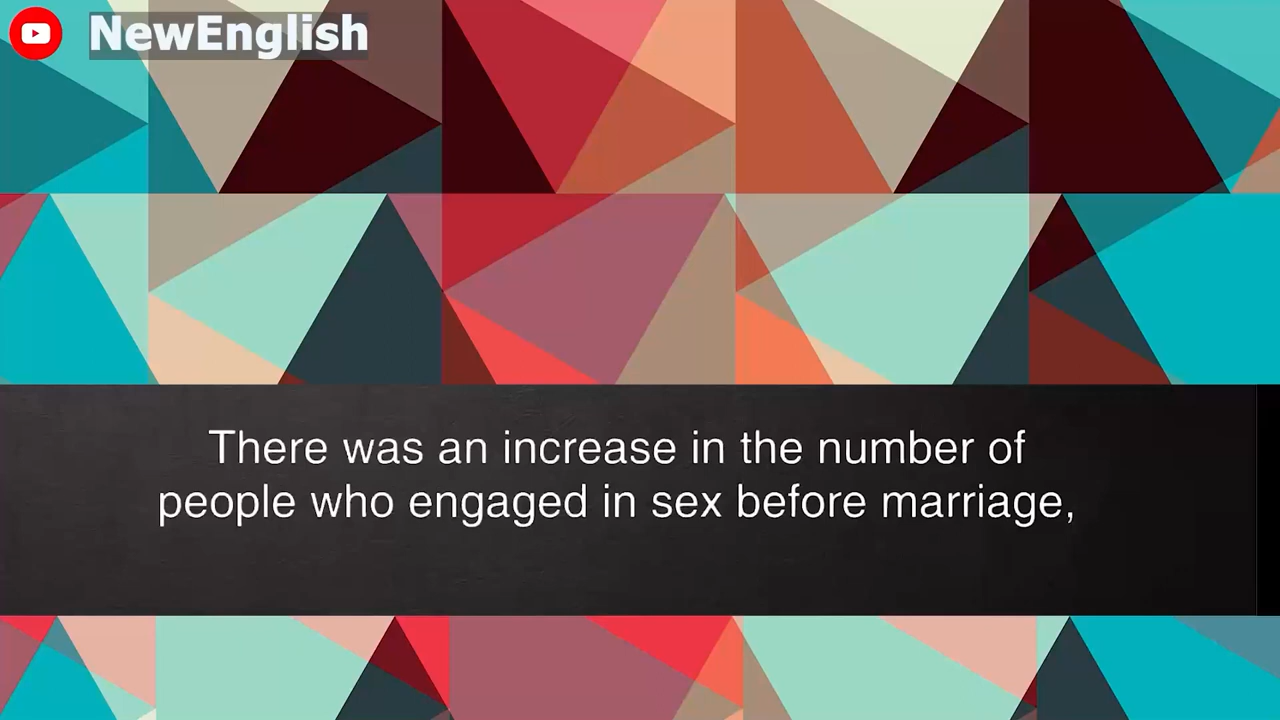 NewEnglish
There was an increase in the number of
people who engaged in sex before marriage,